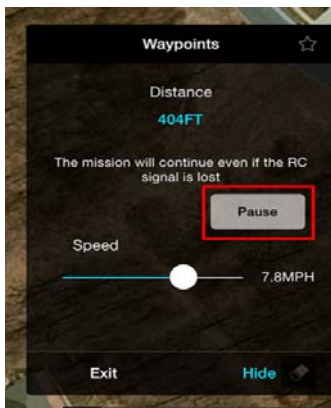 Waypoints
Distance
404FT
The mission will continue even if the RC
signal is lost
Pause
Speed
7.8MPH
Exit
Hide